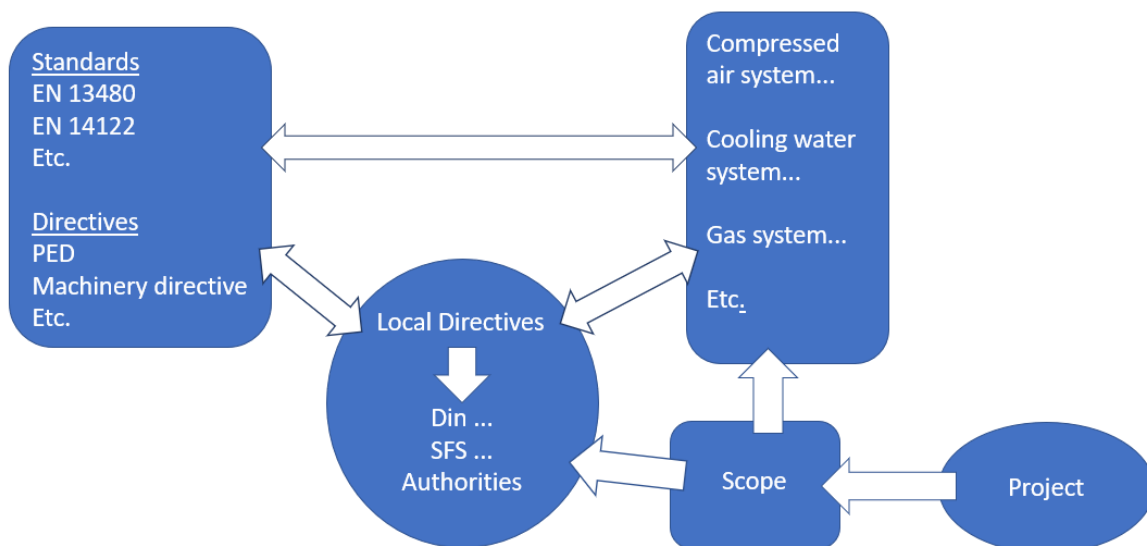 Standards
EN 13480
EN 14122
Etc.
Directives
PED
Machinery directive
Etc.
Compressed
air system...
Cooling water
system...
Gas system...
Etc.
Local Directives
Din ...
SFS ...
Authorities
Scope
Project